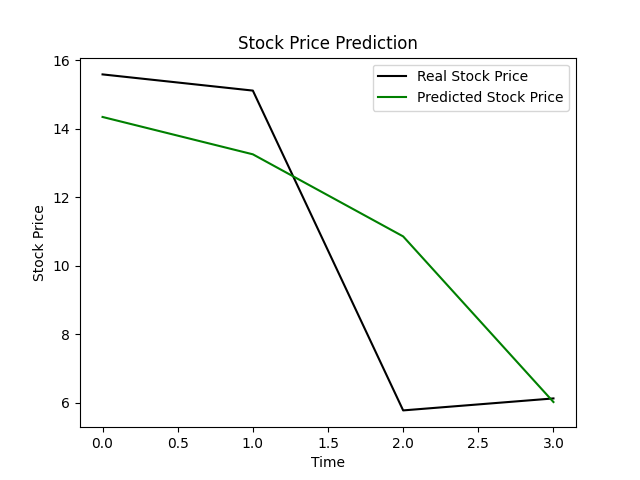 Stock Price Prediction
16
14
12
10
8
6
Stock Price
Real Stock Price
Predicted Stock Price
0.0 0.5 1.0 1.5 2.0 2.5 3.0
Time